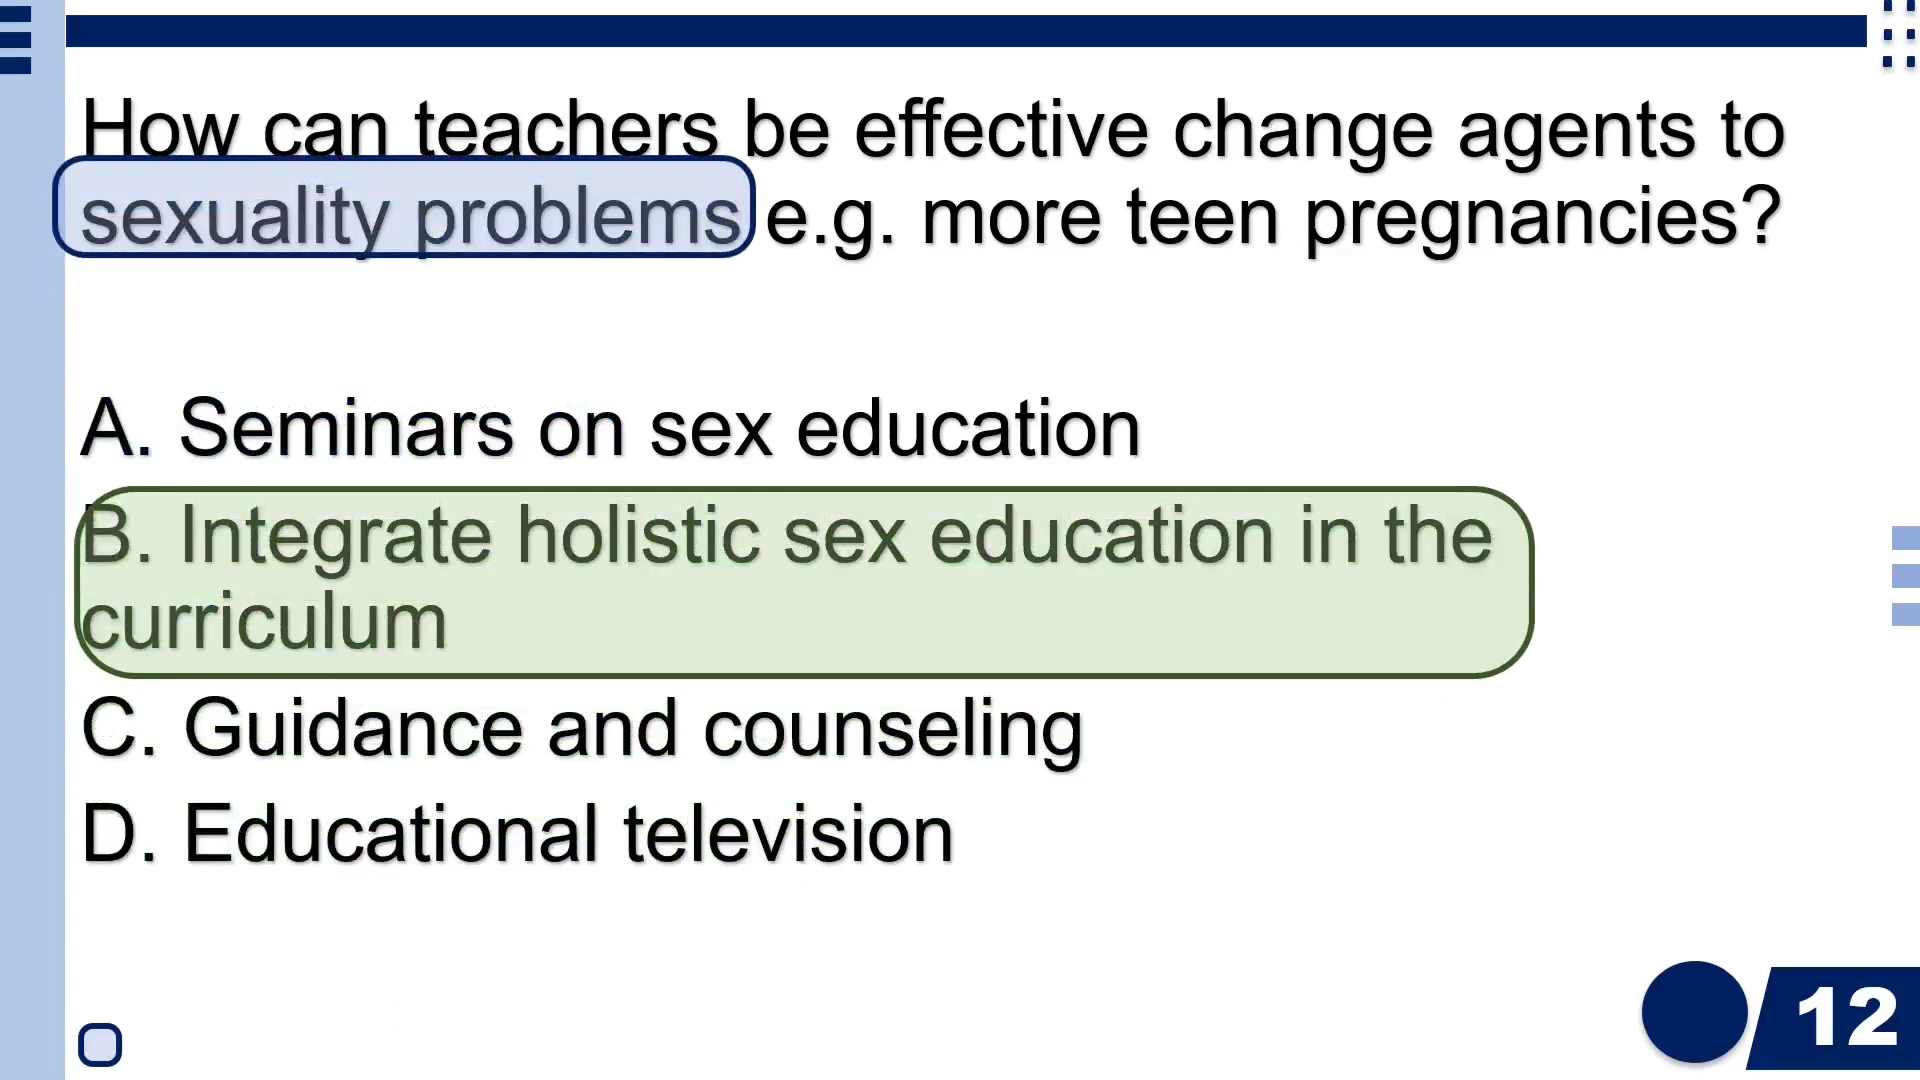 How can teachers be effective change agents to
sexuality problems e.g. more teen pregnancies?
A. Seminars on sex education
B. Integrate holistic sex education in the
curriculum
C. Guidance and counseling
D. Educational television
12